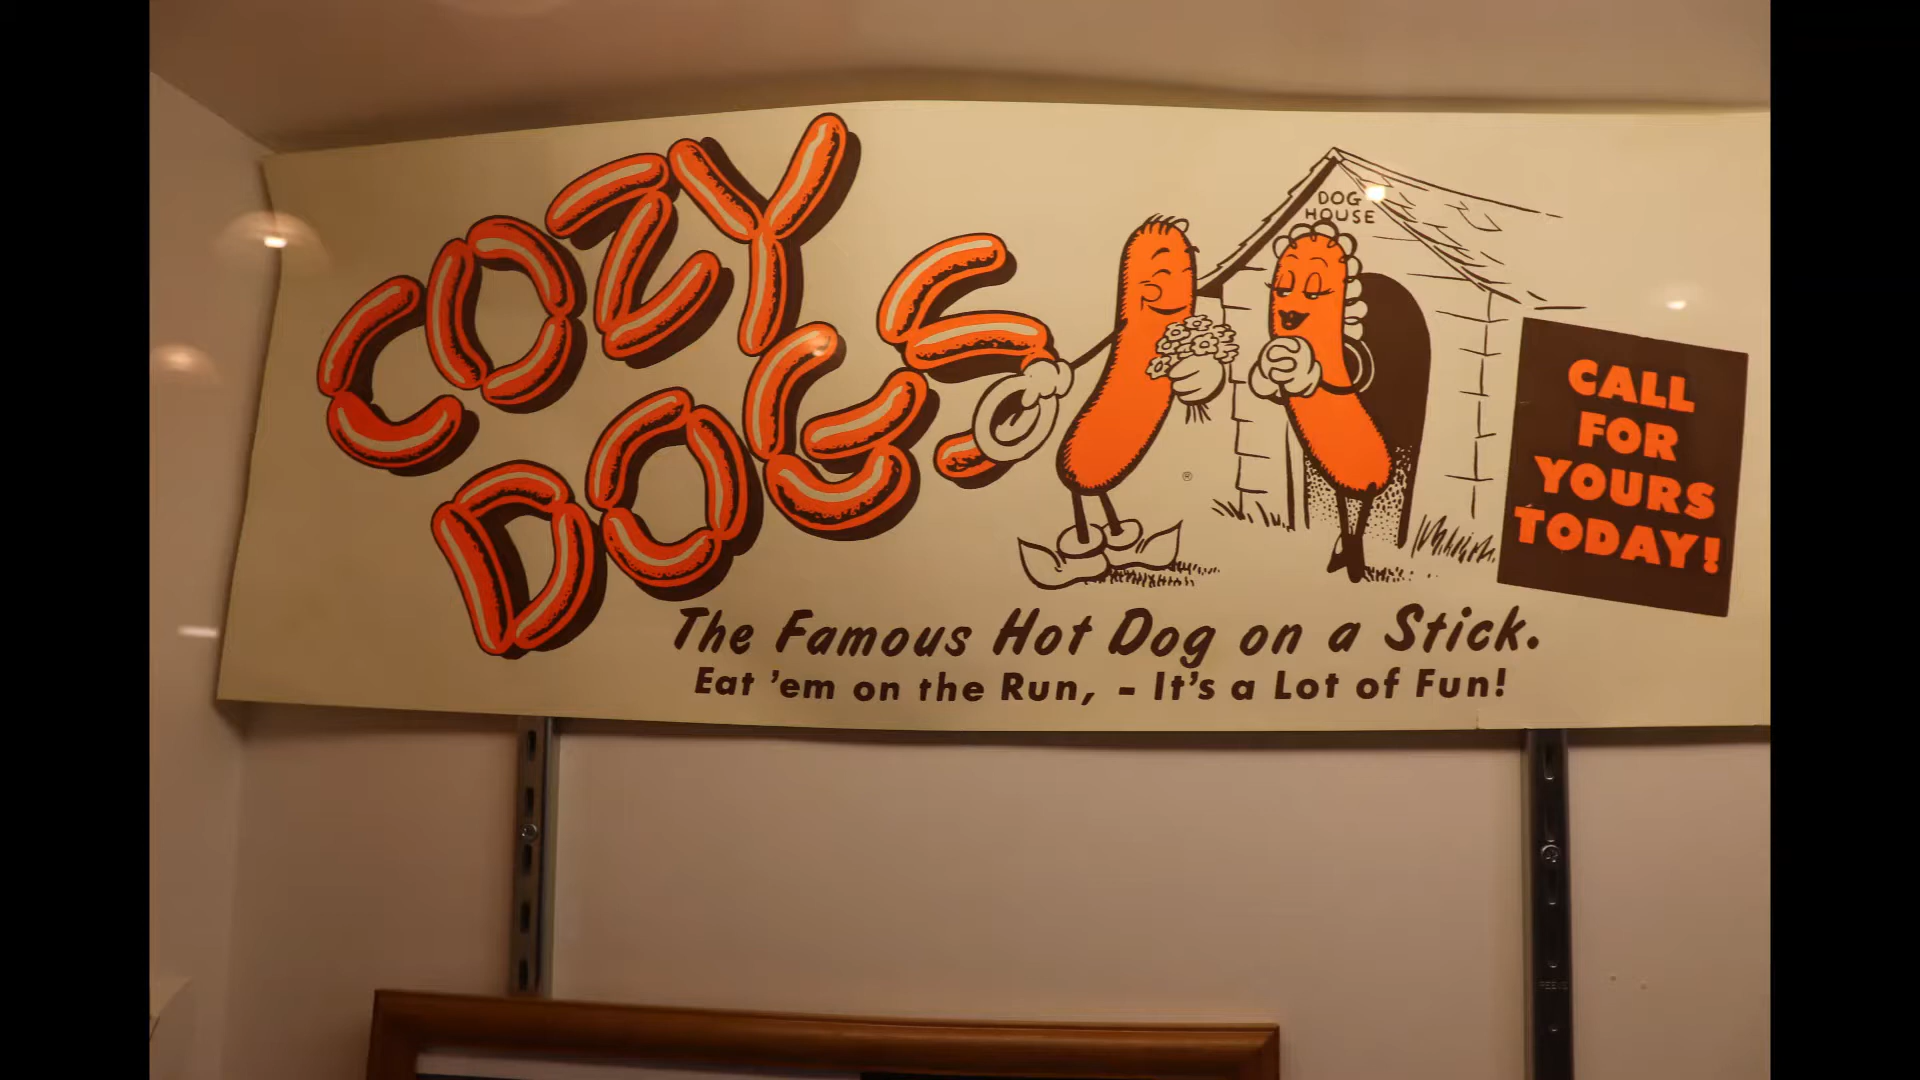 COZY
DOGS
DOG
HOUSE
®
CALL
FOR
YOURS
TODAY!
The Famous Hot Dog on a Stick.
Eat 'em on the Run, - It's a Lot of Fun!